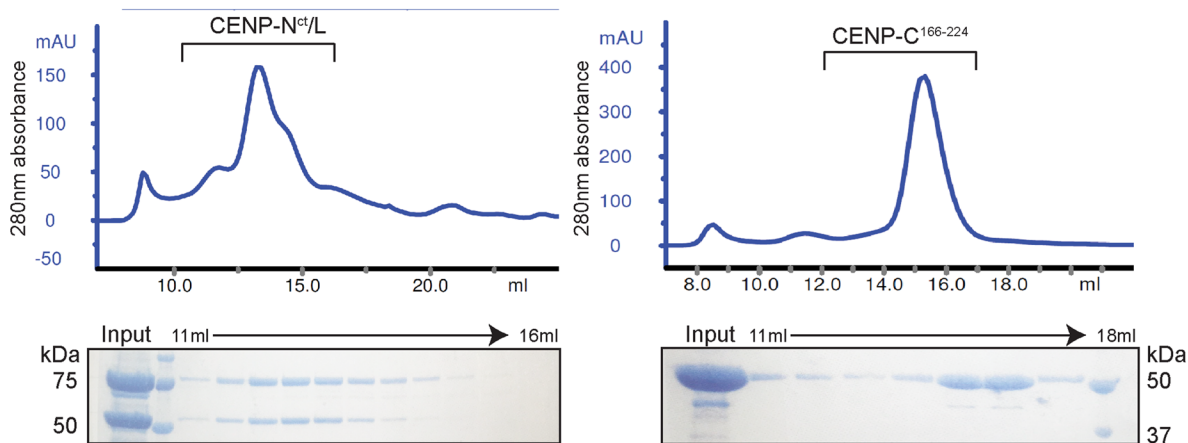 CENP-Nᶜᵗ/L
mAU
150
100
50
0
-50
280nm absorbance
10.0 15.0 20.0 ml
Input 11ml 16ml
kDa
75
50
CENP-C¹⁶⁶⁻²²⁴
mAU
400
300
200
100
0
280nm absorbance
8.0 10.0 12.0 14.0 16.0 18.0 ml
Input 11ml 18ml
kDa
50
37